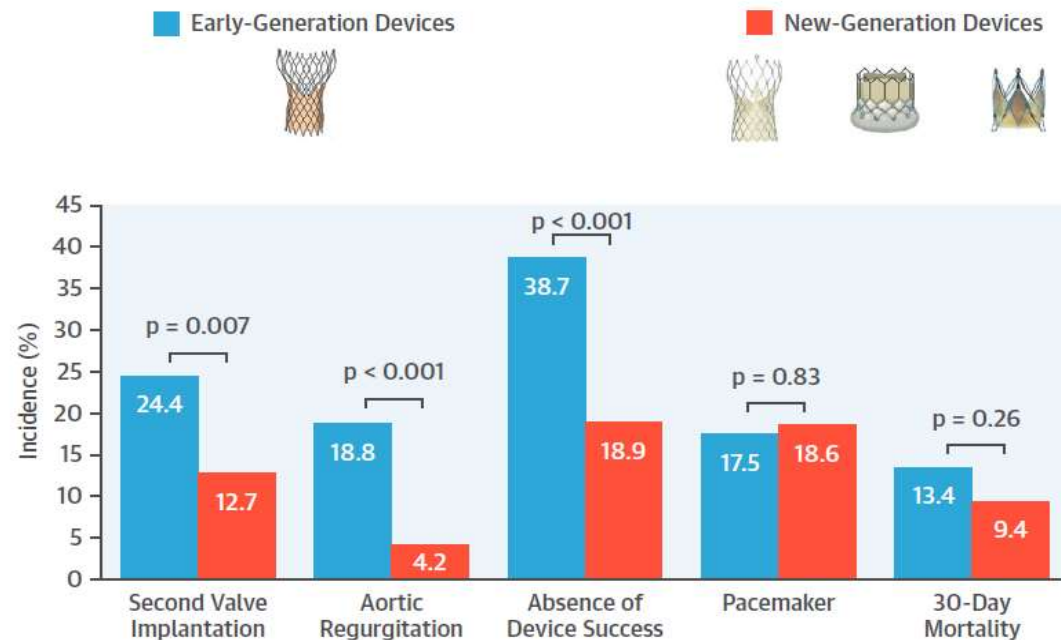 Early-Generation Devices
New-Generation Devices
Incidence (%)
45
40
35
30
25
20
15
10
5
0
p = 0.007
p < 0.001
p < 0.001
p = 0.83
p = 0.26
24.4
12.7
18.8
4.2
38.7
18.9
17.5
18.6
13.4
9.4
Second Valve
Implantation
Aortic
Regurgitation
Absence of
Device Success
Pacemaker
30-Day
Mortality